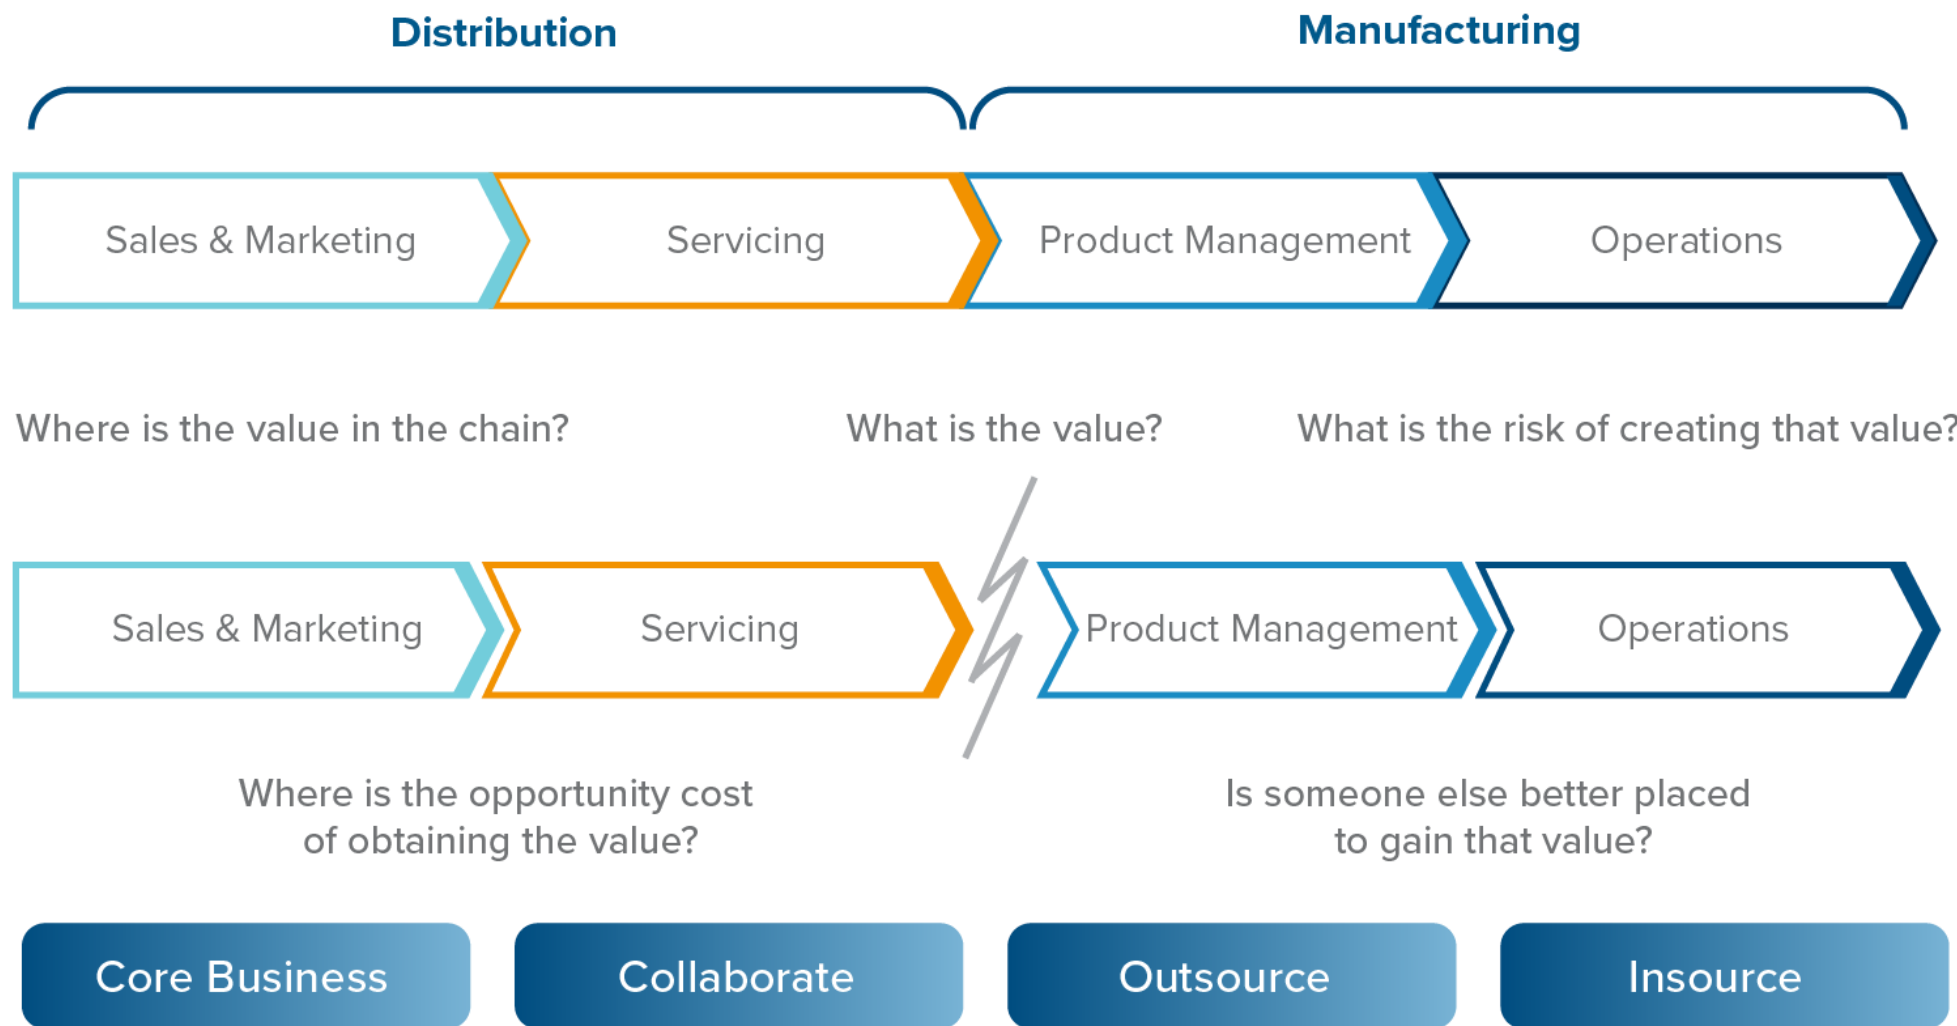 Distribution
Manufacturing
Sales & Marketing
Servicing
Product Management
Operations
Where is the value in the chain?
What is the value?
What is the risk of creating that value?
Sales & Marketing
Servicing
Product Management
Operations
Where is the opportunity cost
of obtaining the value?
Is someone else better placed
to gain that value?
Core Business
Collaborate
Outsource
Insource